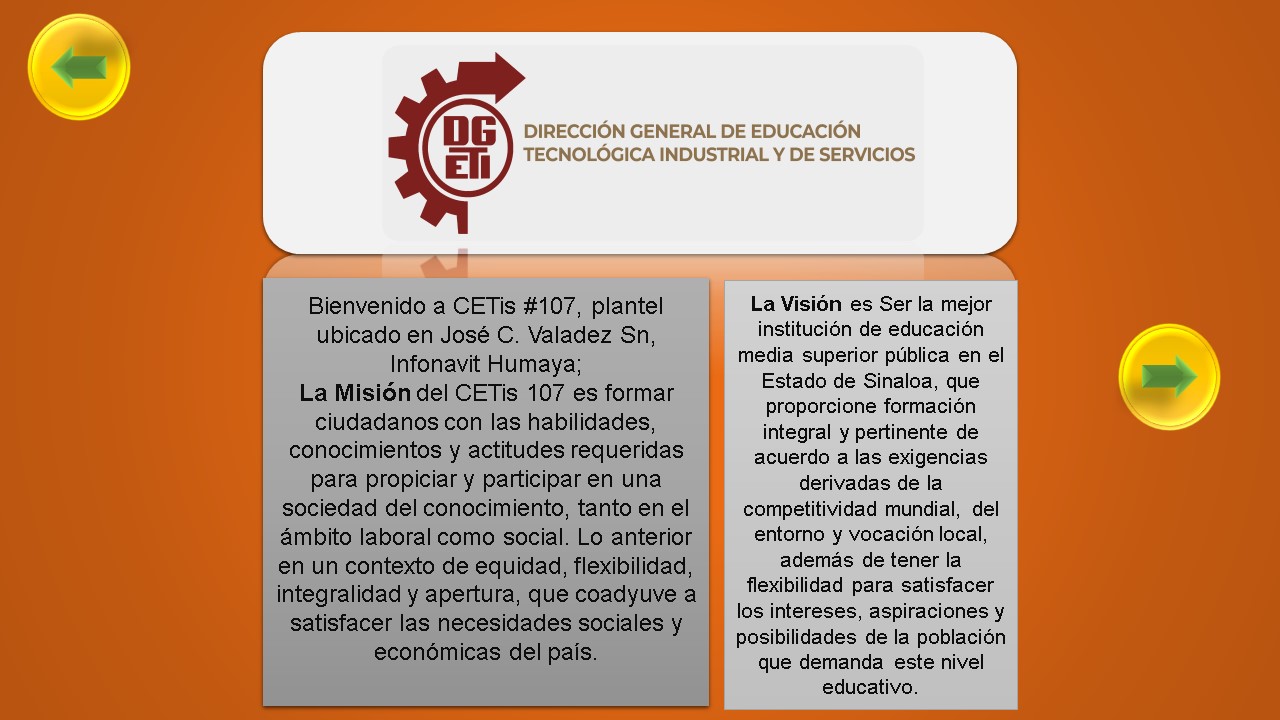 DG
ETI
DIRECCIÓN GENERAL DE EDUCACIÓN
TECNOLÓGICA INDUSTRIAL Y DE SERVICIOS
Bienvenido a CETis #107, plantel
ubicado en José C. Valadez Sn,
Infonavit Humaya;
La Misión del CETis 107 es formar
ciudadanos con las habilidades,
conocimientos y actitudes requeridas
para propiciar y participar en una
sociedad del conocimiento, tanto en el
ámbito laboral como social. Lo anterior
en un contexto de equidad, flexibilidad,
integralidad y apertura, que coadyuve a
satisfacer las necesidades sociales y
económicas del país.
La Visión es Ser la mejor
institución de educación
media superior pública en el
Estado de Sinaloa, que
proporcione formación
integral y pertinente de
acuerdo a las exigencias
derivadas de la
competitividad mundial, del
entorno y vocación local,
además de tener la
flexibilidad para satisfacer
los intereses, aspiraciones y
posibilidades de la población
que demanda este nivel
educativo.